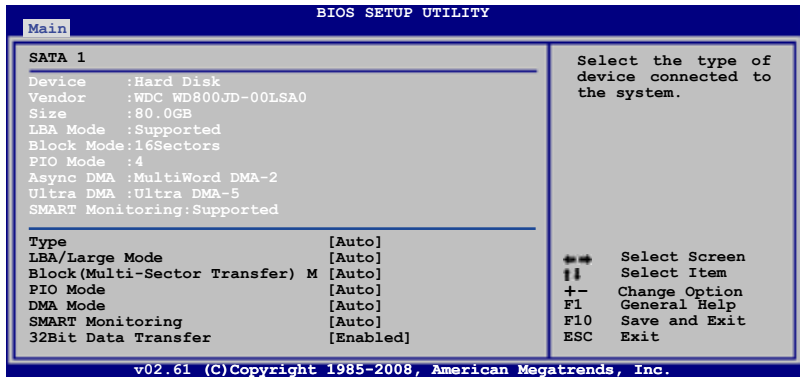 BIOS SETUP UTILITY
Main
SATA 1
Device :Hard Disk
Vendor :WDC WD800JD-00LSA0
Size :80.0GB
LBA Mode :Supported
Block Mode:16Sectors
PIO Mode :4
Async DMA :MultiWord DMA-2
Ultra DMA :Ultra DMA-5
SMART Monitoring:Supported
Type [Auto]
LBA/Large Mode [Auto]
Block(Multi-Sector Transfer) M [Auto]
PIO Mode [Auto]
DMA Mode [Auto]
SMART Monitoring [Auto]
32Bit Data Transfer [Enabled]
Select the type of
device connected to
the system.
←→ Select Screen
↑↓ Select Item
+- Change Option
F1 General Help
F10 Save and Exit
ESC Exit
v02.61 (C)Copyright 1985-2008, American Megatrends, Inc.